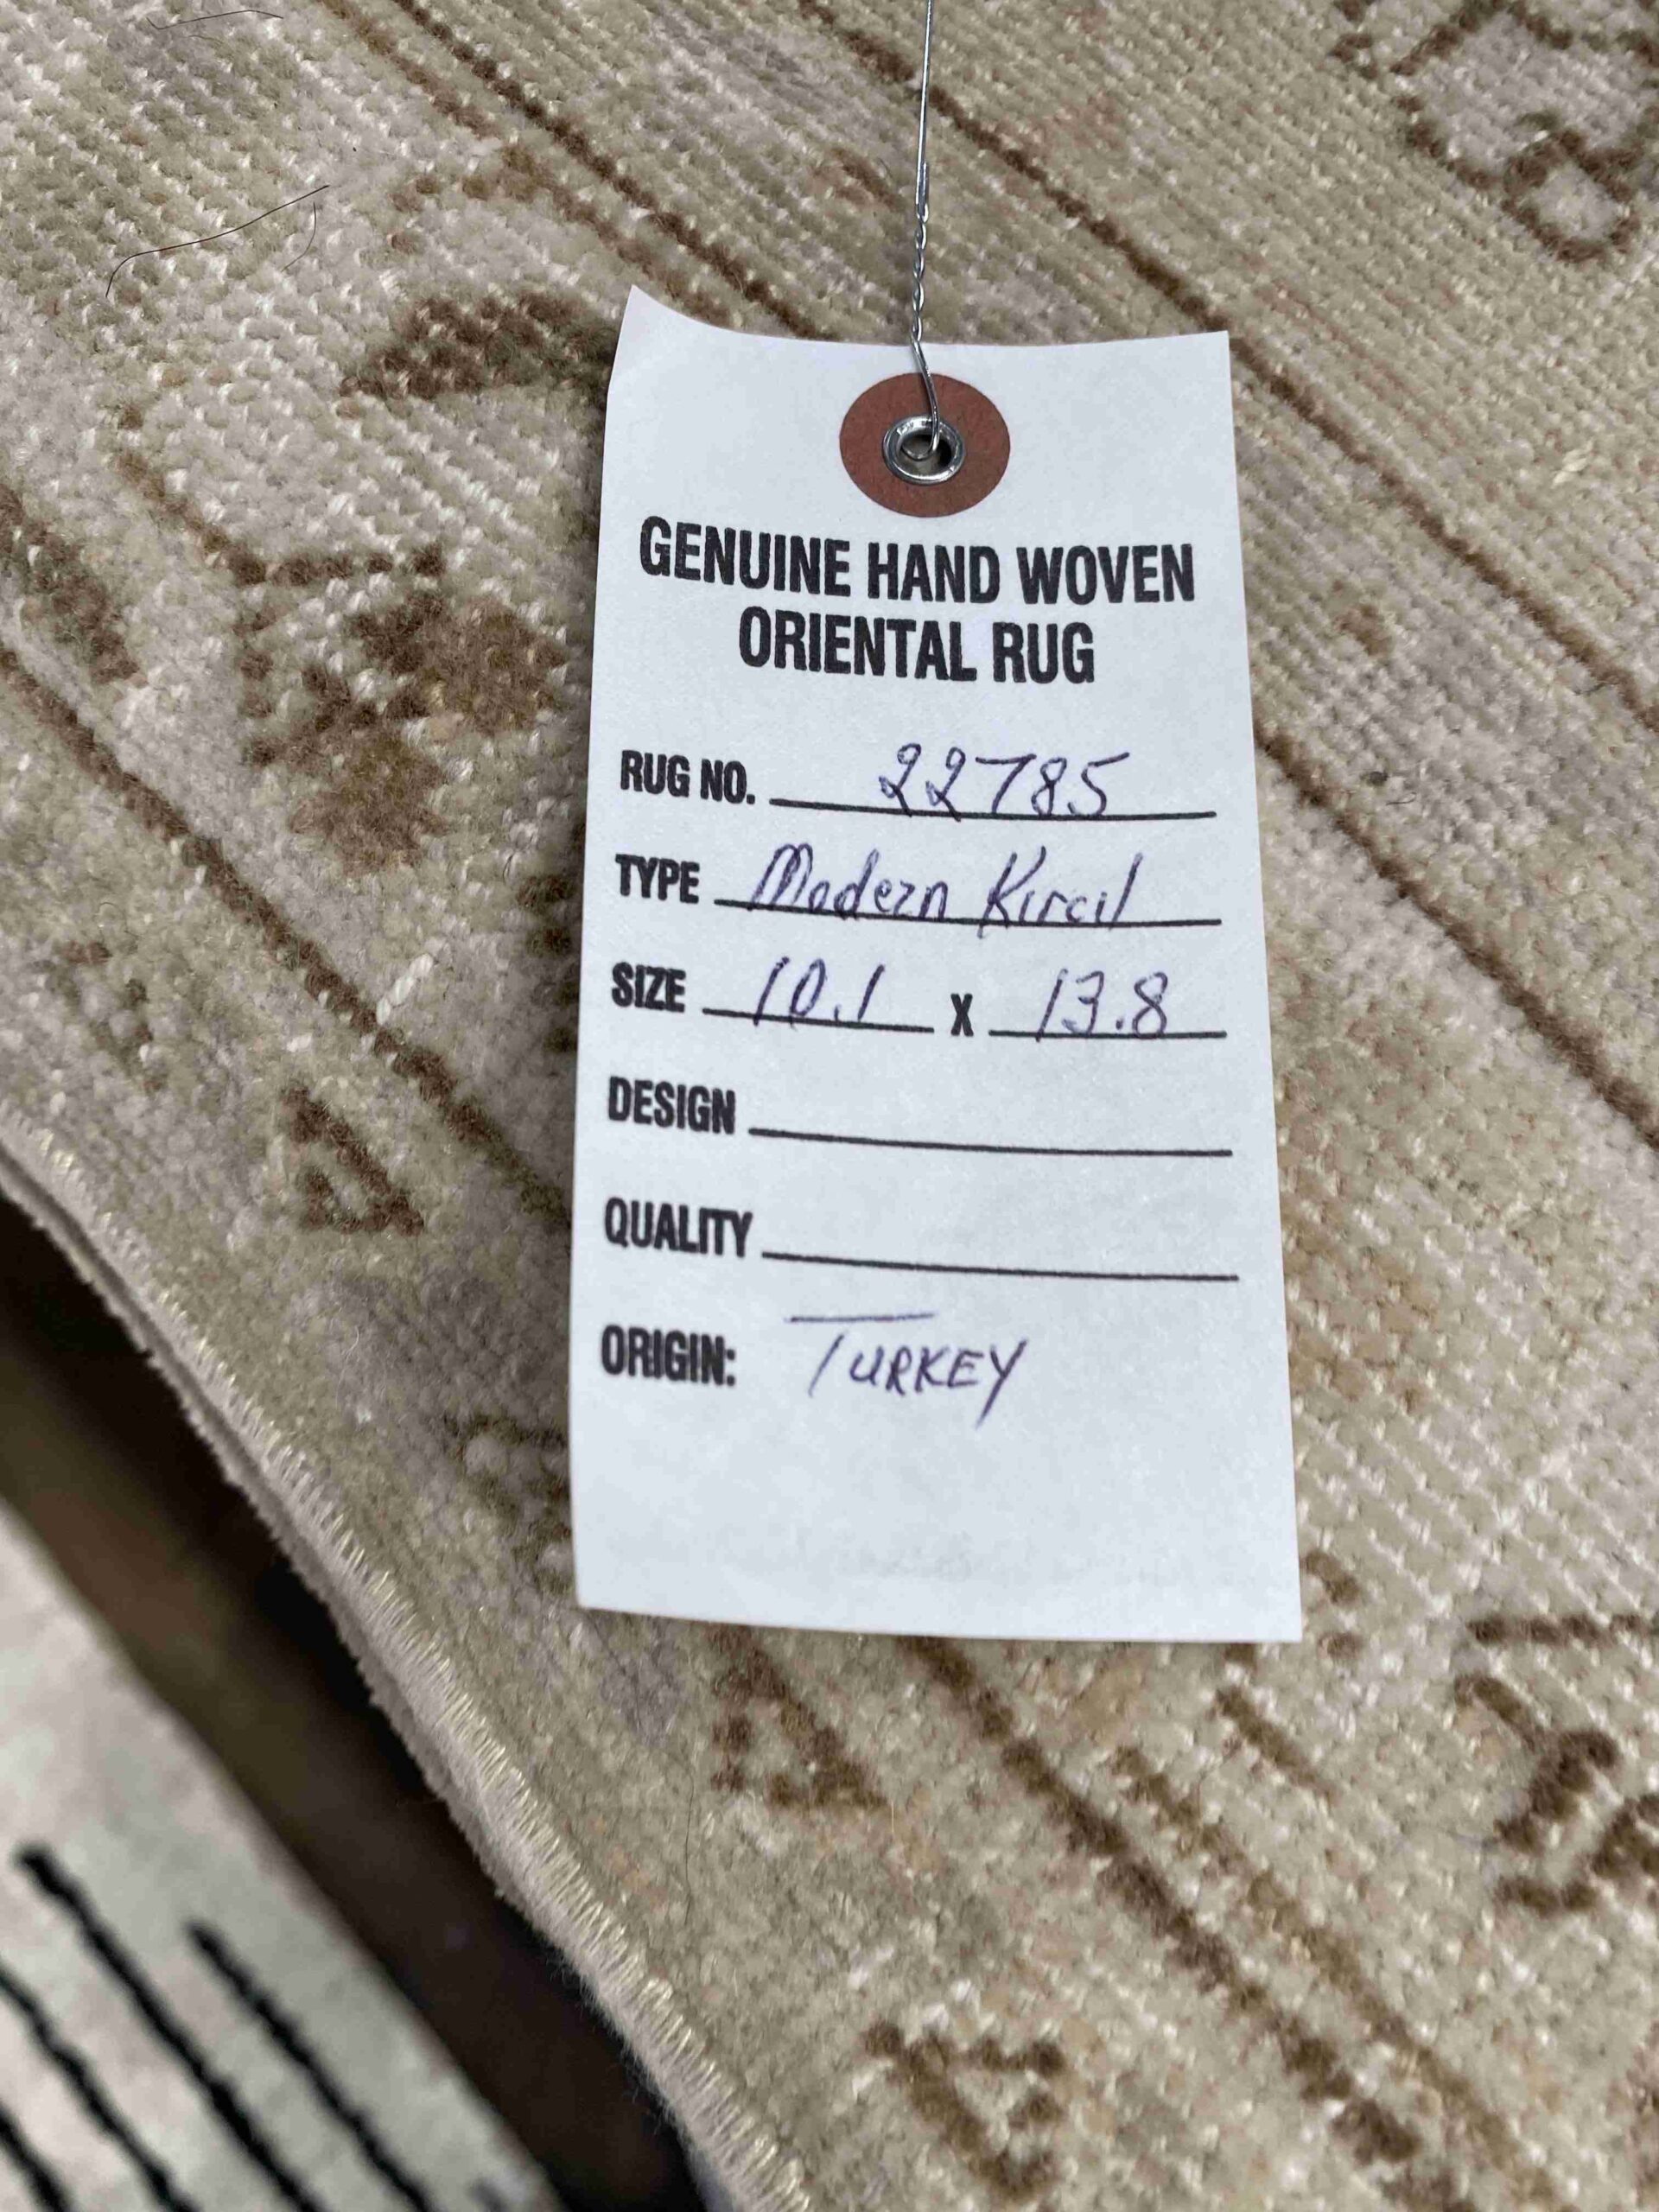 GENUINE HAND WOVEN
ORIENTAL RUG
RUG NO. 22785
TYPE Modern Kircil
SIZE 10.1 X 13.8
DESIGN
QUALITY
ORIGIN: TURKEY